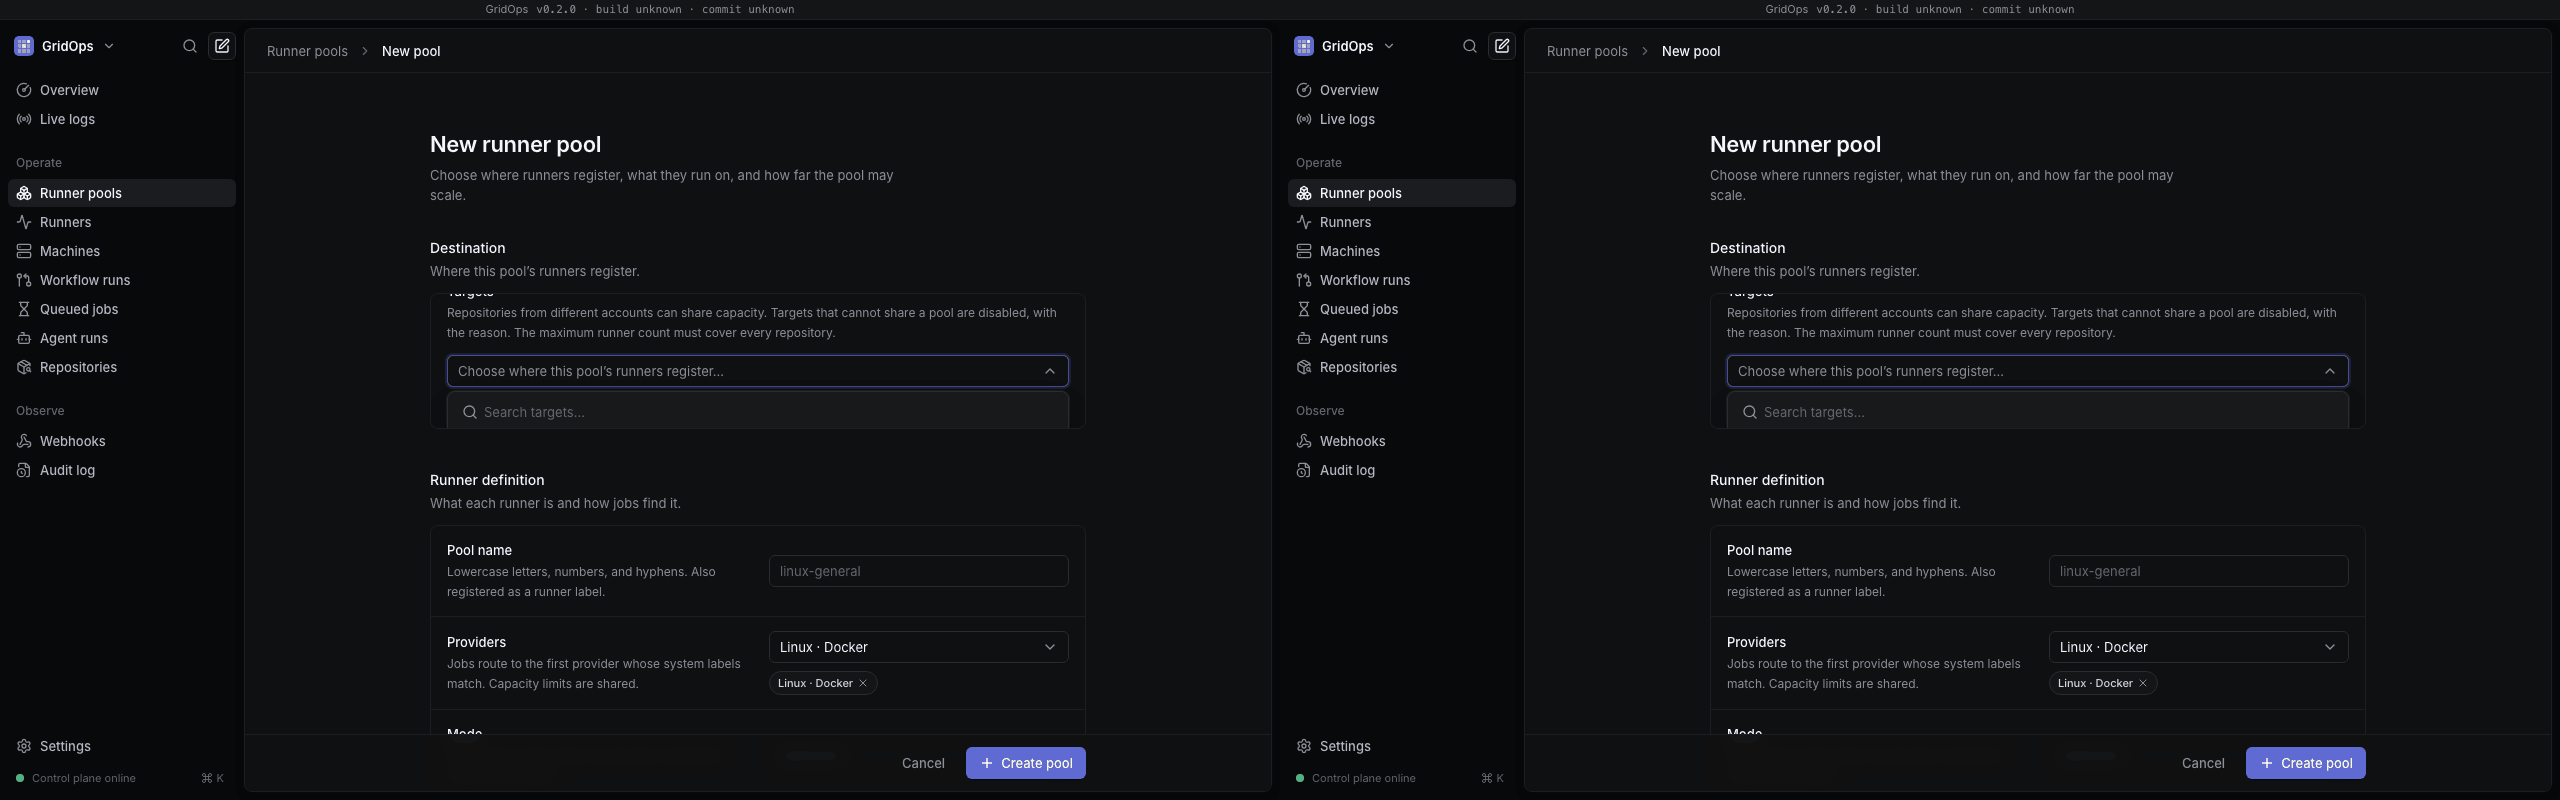 GridOps v0.2.0 · build unknown · commit unknown
GridOps
Overview
Live logs
Operate
Runner pools
Runners
Machines
Workflow runs
Queued jobs
Agent runs
Repositories
Observe
Webhooks
Audit log
Settings
Control plane online ⌘ K
Runner pools > New pool
New runner pool
Choose where runners register, what they run on, and how far the pool may
scale.
Destination
Where this pool’s runners register.
Targets
Repositories from different accounts can share capacity. Targets that cannot share a pool are disabled, with
the reason. The maximum runner count must cover every repository.
Choose where this pool’s runners register...
Search targets...
Runner definition
What each runner is and how jobs find it.
Pool name
Lowercase letters, numbers, and hyphens. Also
registered as a runner label.
linux-general
Providers
Jobs route to the first provider whose system labels
match. Capacity limits are shared.
Linux · Docker
Linux · Docker ×
Mode
Cancel
+ Create pool
GridOps v0.2.0 · build unknown · commit unknown
GridOps
Overview
Live logs
Operate
Runner pools
Runners
Machines
Workflow runs
Queued jobs
Agent runs
Repositories
Observe
Webhooks
Audit log
Settings
Control plane online ⌘ K
Runner pools > New pool
New runner pool
Choose where runners register, what they run on, and how far the pool may
scale.
Destination
Where this pool’s runners register.
Targets
Repositories from different accounts can share capacity. Targets that cannot share a pool are disabled, with
the reason. The maximum runner count must cover every repository.
Choose where this pool’s runners register...
Search targets...
Runner definition
What each runner is and how jobs find it.
Pool name
Lowercase letters, numbers, and hyphens. Also
registered as a runner label.
linux-general
Providers
Jobs route to the first provider whose system labels
match. Capacity limits are shared.
Linux · Docker
Linux · Docker ×
Mode
Cancel
+ Create pool